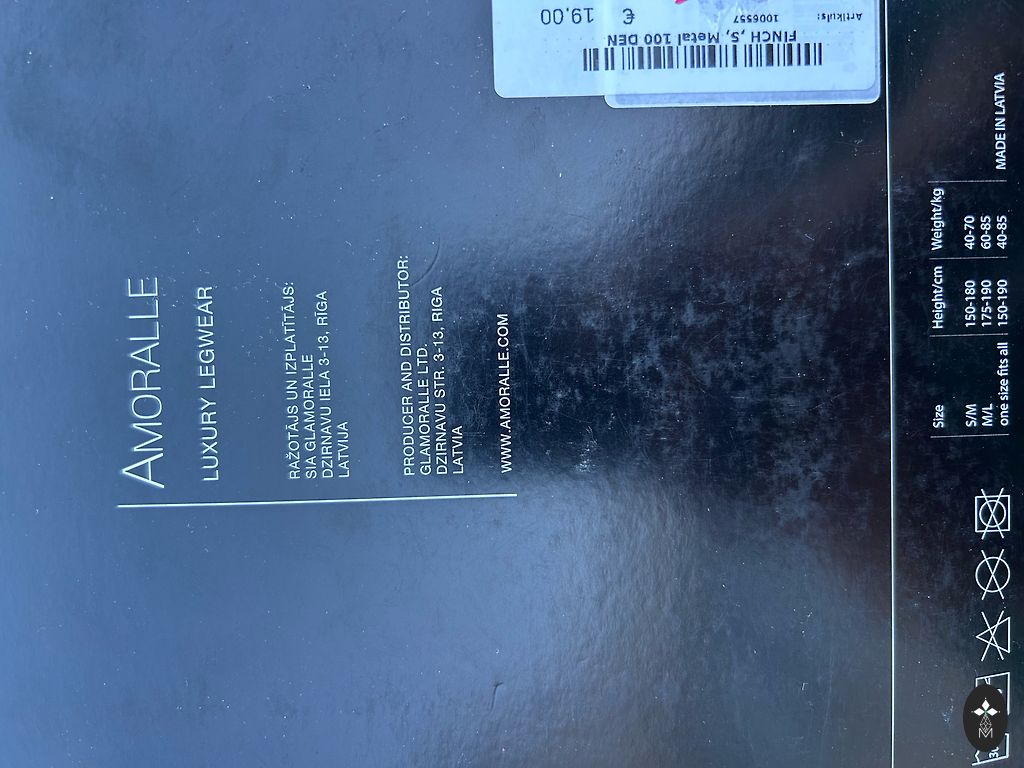 AMORALLE
LUXURY LEGWEAR
RAŽOTĀJS UN IZPLATĪTĀJS:
SIA GLAMORALLE
DZIRNAVU IELA 3-13, RĪGA
LATVIJA
PRODUCER AND DISTRIBUTOR:
GLAMORALLE LTD.
DZIRNAVU STR. 3-13, RIGA
LATVIA
WWW.AMORALLE.COM
FINCH ,S, Metal 100 DEN
Artikuls: 1006557
€ 19.00
Size Height/cm Weight/kg
S/M 150-180 40-70
M/L 175-190 60-85
one size fits all 150-190 40-85
MADE IN LATVIA
M